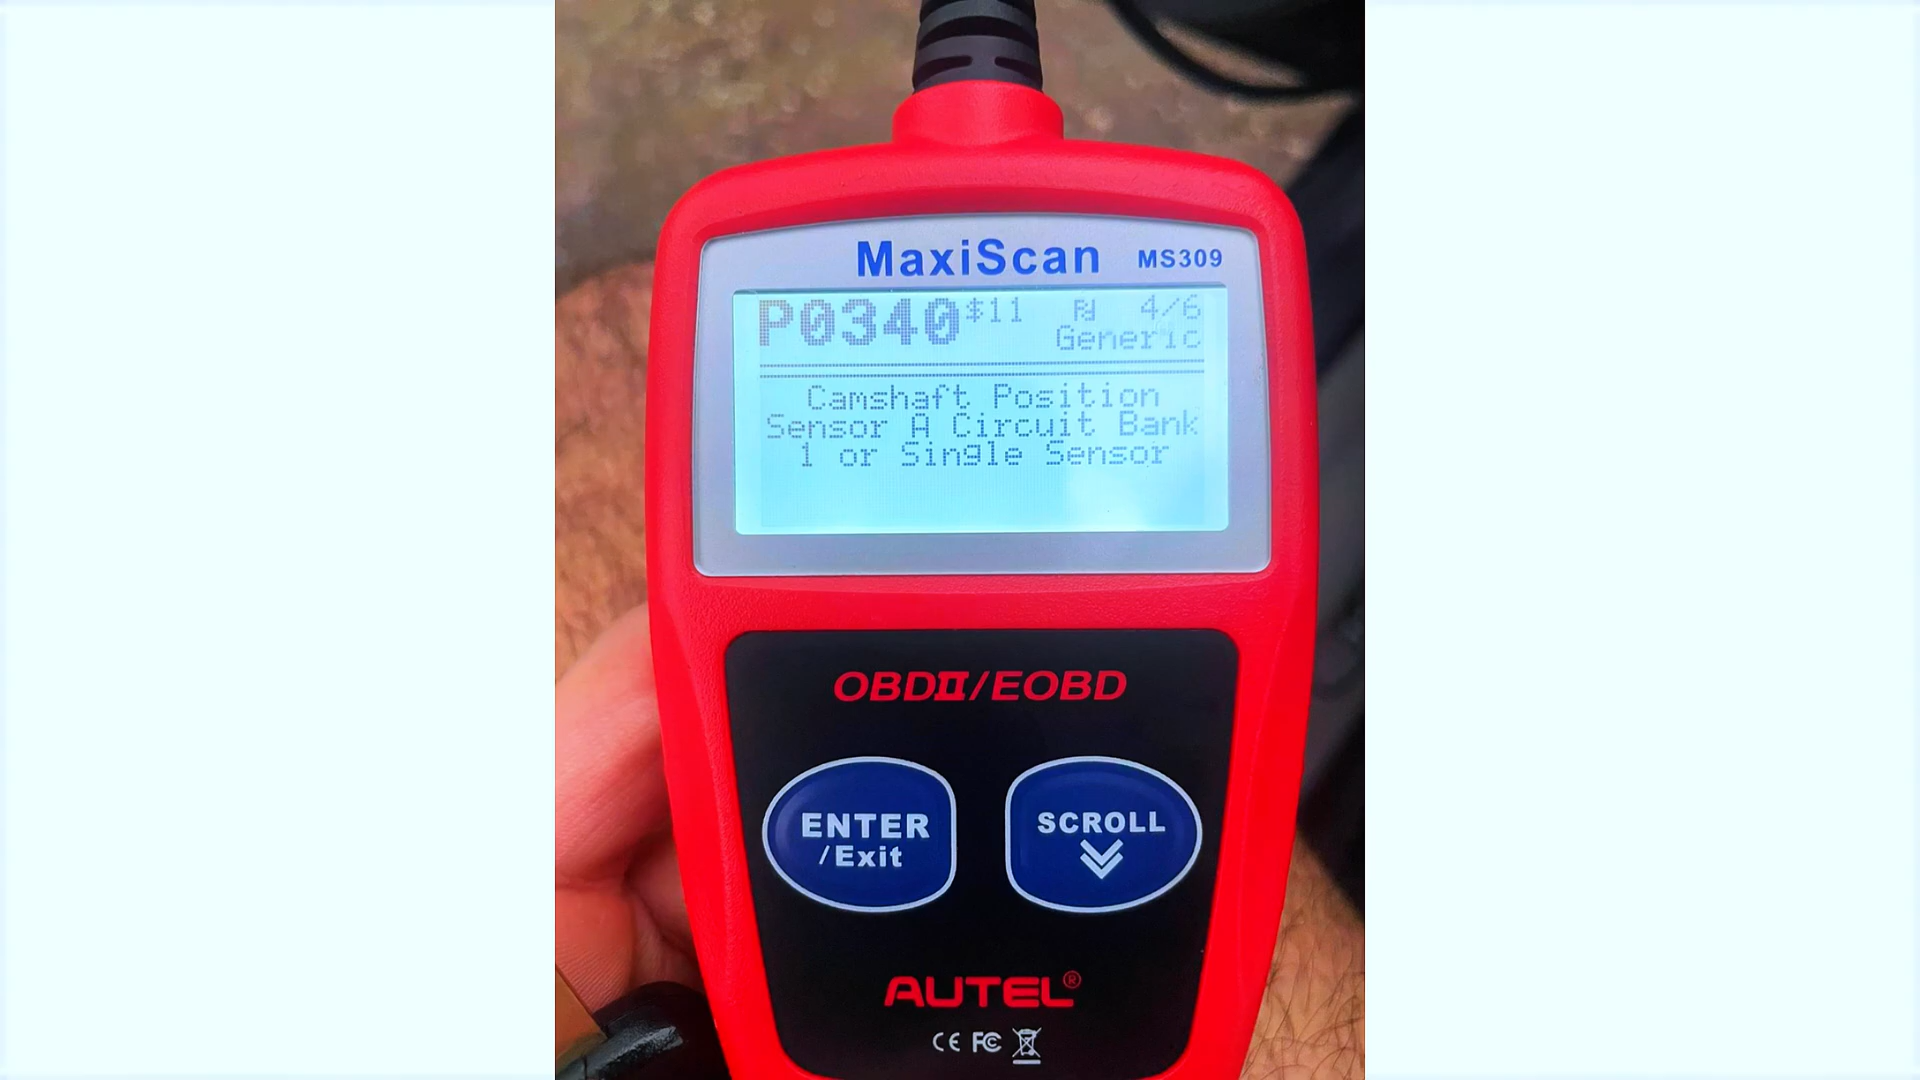 MaxiScan MS309
P0340 $11 Pd 4/6
Generic
Camshaft Position
Sensor A Circuit Bank
1 or Single Sensor
OBDII/EOBD
ENTER
/Exit
SCROLL
AUTEL®
CE FC